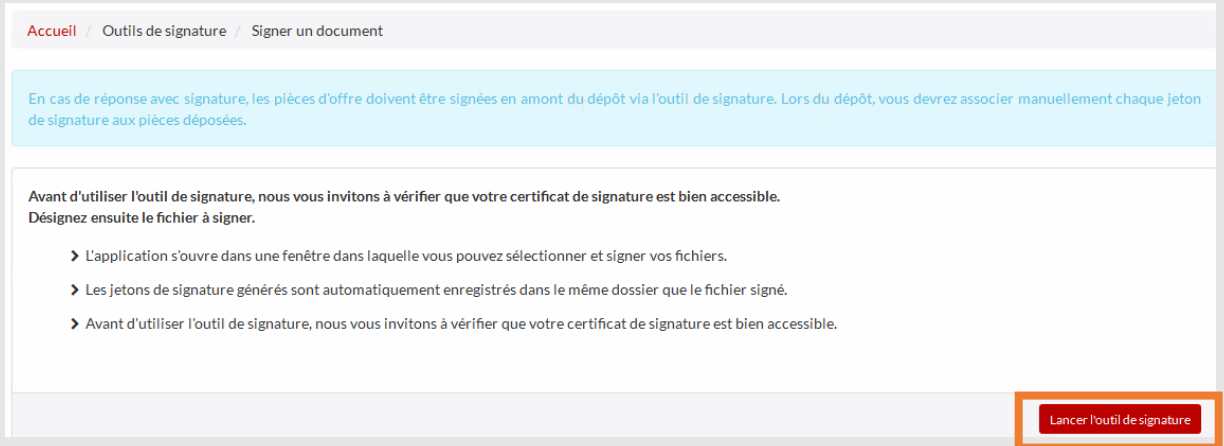 Accueil / Outils de signature / Signer un document
En cas de réponse avec signature, les pièces d'offre doivent être signées en amont du dépôt via l'outil de signature. Lors du dépôt, vous devrez associer manuellement chaque jeton
de signature aux pièces déposées.
Avant d'utiliser l'outil de signature, nous vous invitons à vérifier que votre certificat de signature est bien accessible.
Désignez ensuite le fichier à signer.
L'application s'ouvre dans une fenêtre dans laquelle vous pouvez sélectionner et signer vos fichiers.
Les jetons de signature générés sont automatiquement enregistrés dans le même dossier que le fichier signé.
Avant d'utiliser l'outil de signature, nous vous invitons à vérifier que votre certificat de signature est bien accessible.
Lancer l'outil de signature